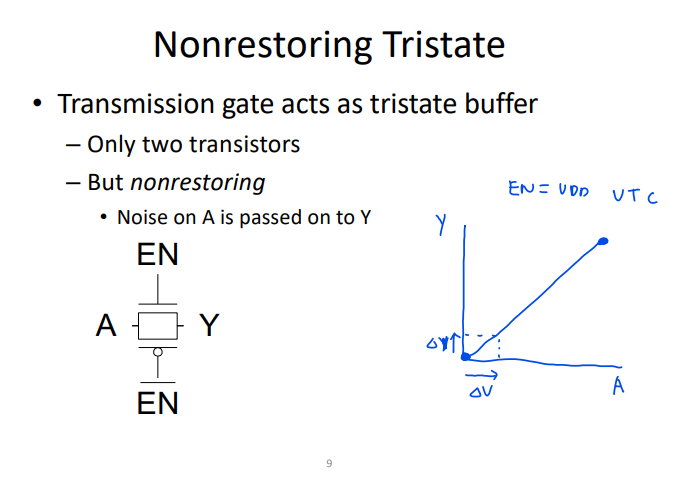 Nonrestoring Tristate
• Transmission gate acts as tristate buffer
– Only two transistors
– But nonrestoring
• Noise on A is passed on to Y
EN = VDD VTC
Y
EN
A Y
ΔV
ΔV
A
EN
9